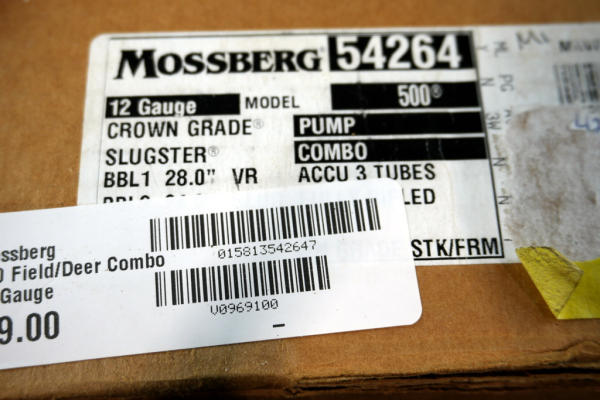 MOSSBERG® 54264
12 Gauge MODEL 500®
CROWN GRADE® PUMP
SLUGSTER® COMBO
BBL1 28.0" VR ACCU 3 TUBES
LED
STK/FRM
ossberg
0 Field/Deer Combo
Gauge
9.00
015813542647
V0969100